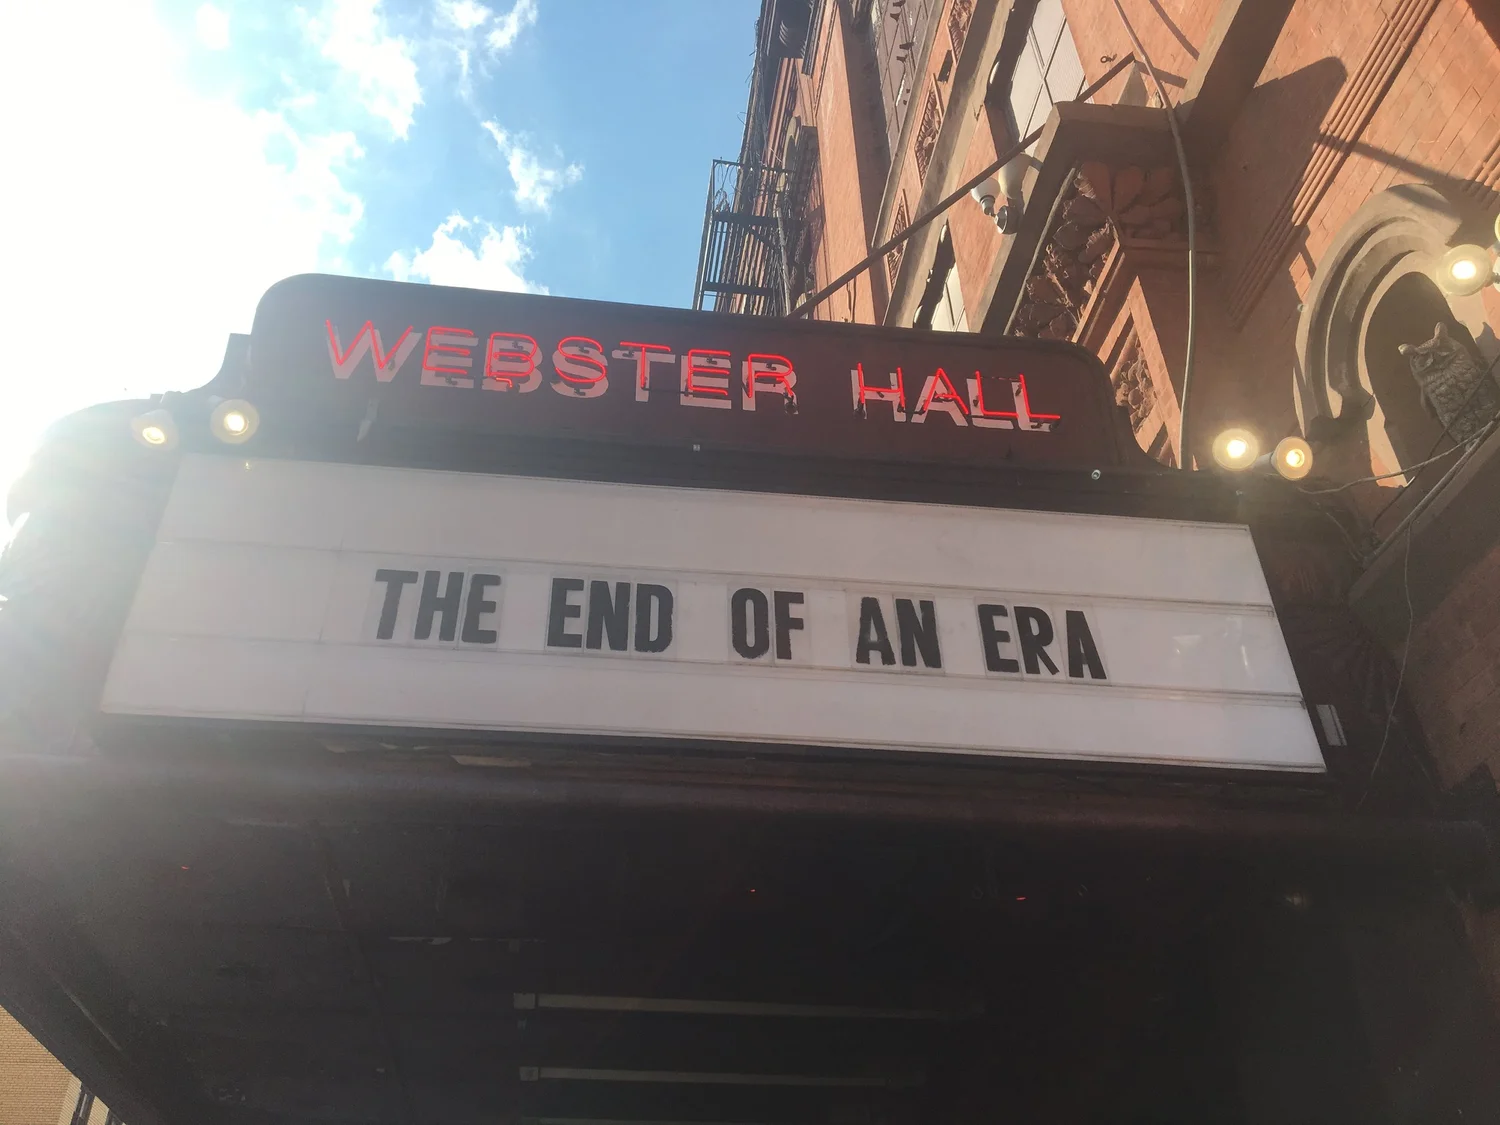 WEBSTER HALL
THE END OF AN ERA